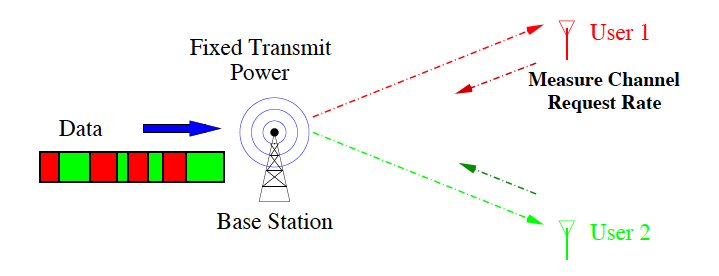 Fixed Transmit
Power
User 1
Measure Channel
Request Rate
Data
Base Station
User 2